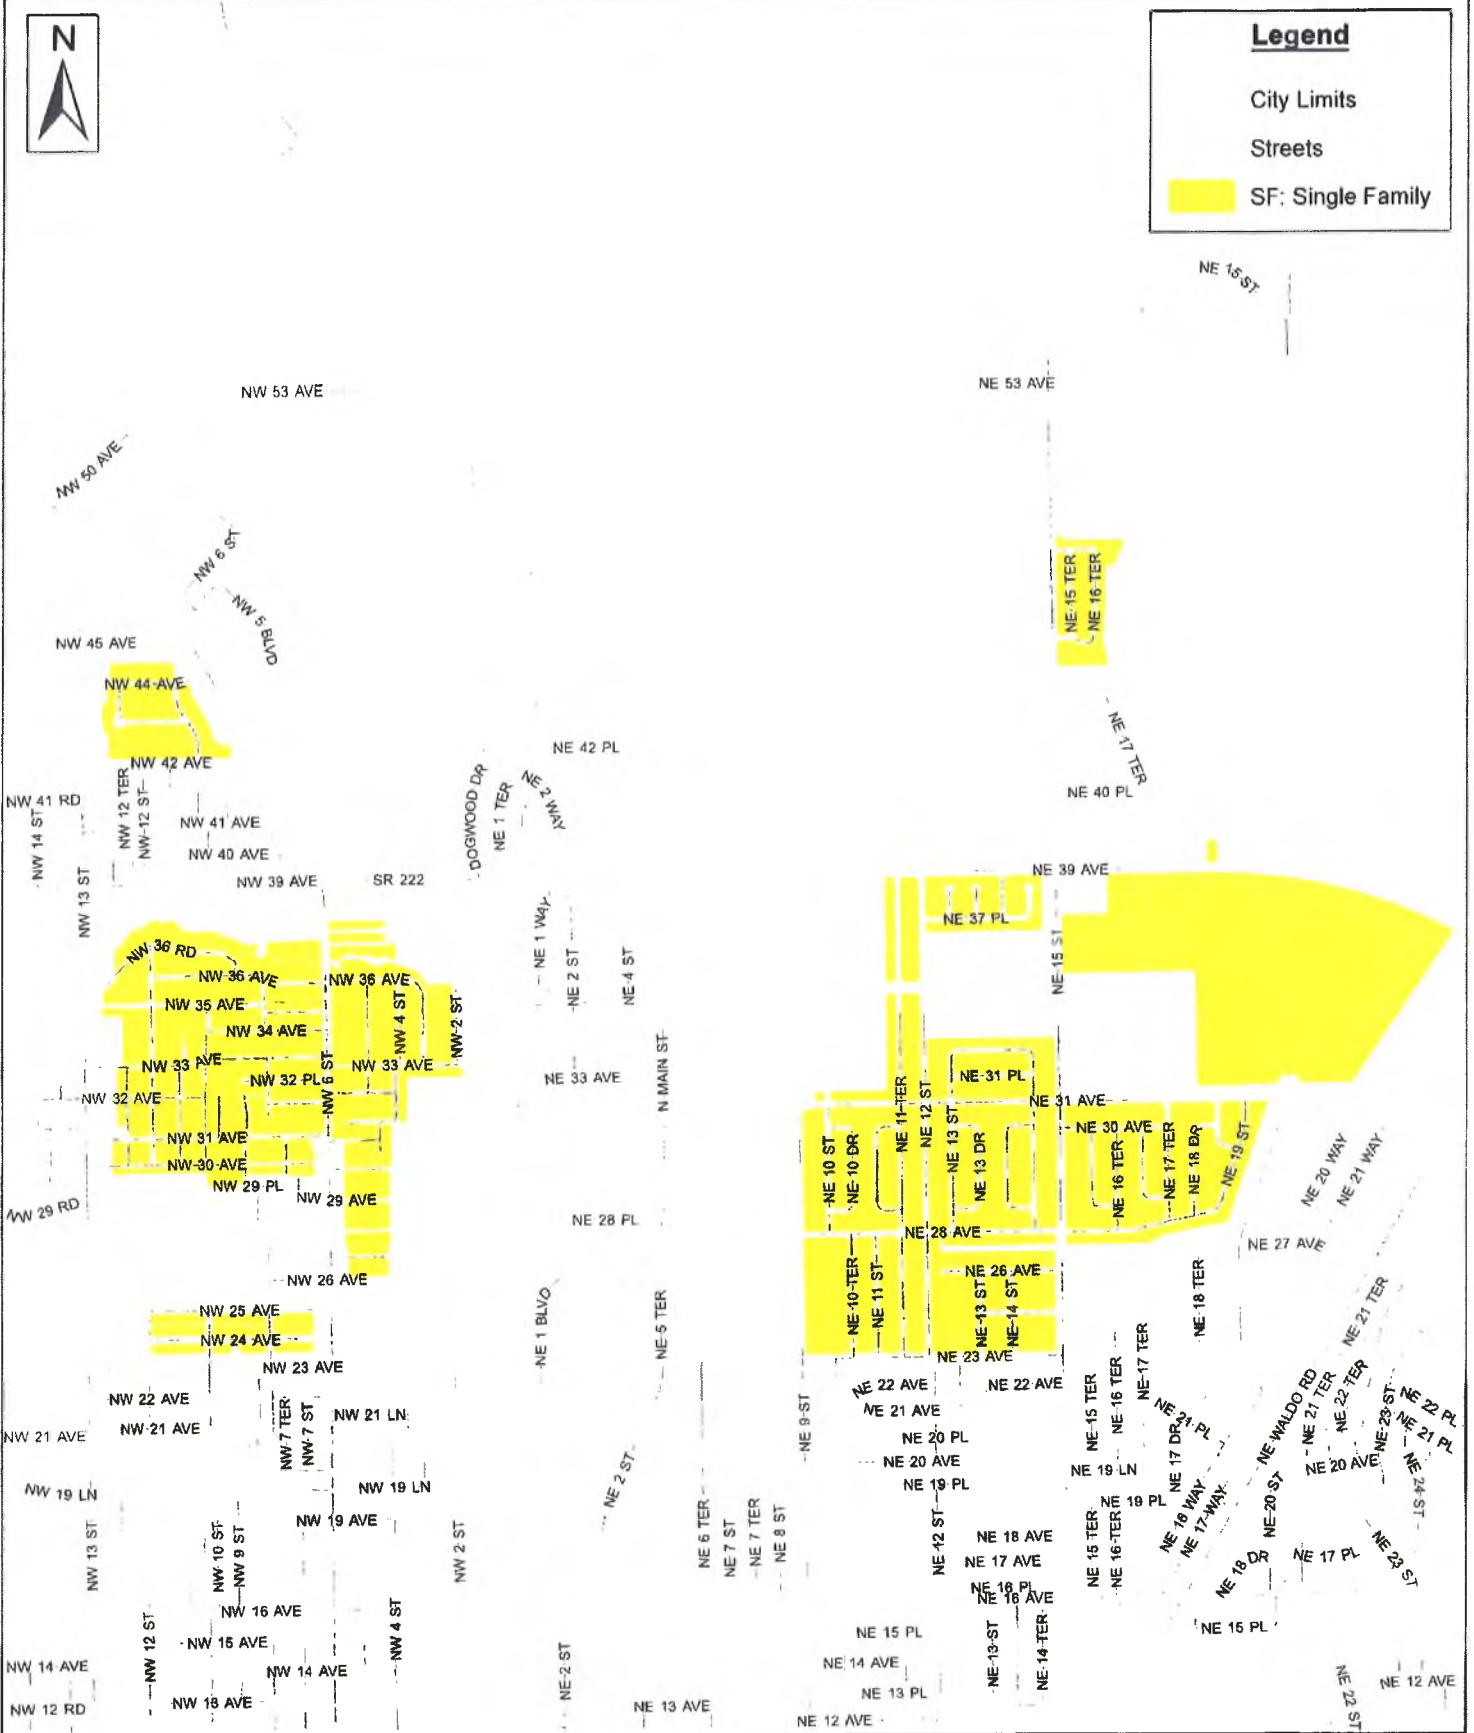 N
Legend
City Limits
Streets
SF: Single Family
NE 15 ST
NW 53 AVE
NE 53 AVE
NW 50 AVE
NW 6 ST
NW 5 BLVD
NE 15 TER
NE 16 TER
NW 45 AVE
NW 44 AVE
NW 42 AVE
NE 42 PL
NE 17 TER
NE 40 PL
NW 41 RD
NW 14 ST
NW 12 TER
NW 12 ST
NW 41 AVE
NW 40 AVE
DOGWOOD DR
NE 1 TER
NE 2 WAY
NW 39 AVE
SR 222
NE 39 AVE
NW 13 ST
NE 37 PL
NE 1 WAY
NE 2 ST
NE 4 ST
NE 15 ST
NW 36 RD
NW 36 AVE
NW 36 AVE
NW 35 AVE
NW 34 AVE
NW 4 ST
NW 2 ST
NW 33 AVE
NW 33 AVE
NW 32 PL
NW 6 ST
NW 32 AVE
NW 31 AVE
NW 30 AVE
NW 29 PL
NW 29 AVE
NW 29 RD
NE 33 AVE
N MAIN ST
NE 28 PL
NE 31 PL
NE 31 AVE
NE 30 AVE
NE 11 TER
NE 12 ST
NE 13 ST
NE 13 DR
NE 10 ST
NE 10 DR
NE 16 TER
NE 17 TER
NE 18 DR
NE 19 ST
NE 20 WAY
NE 21 WAY
NE 28 AVE
NE 27 AVE
NW 26 AVE
NE 26 AVE
NE 10 TER
NE 11 ST
NE 13 ST
NE 14 ST
NE 18 TER
NE 21 TER
NW 25 AVE
NW 24 AVE
NE 1 BLVD
NE 5 TER
NW 23 AVE
NE 23 AVE
NW 22 AVE
NE 22 AVE
NE 22 AVE
NW 21 AVE
NW 21 AVE
NW 7 TER
NW 7 ST
NW 21 LN
NE 9 ST
NE 21 AVE
NE 20 PL
NE 20 AVE
NE 19 PL
NE 15 TER
NE 16 TER
NE 17 TER
NE 21 PL
NE 17 DR
NE WALDO RD
NE 21 TER
NE 22 TER
NE 23 ST
NE 22 PL
NE 21 PL
NE 20 AVE
NE 24 ST
NW 19 LN
NW 19 LN
NW 19 AVE
NE 2 ST
NE 19 LN
NE 19 PL
NE 16 WAY
NE 17 WAY
NE 20 ST
NW 13 ST
NW 10 ST
NW 9 ST
NW 2 ST
NE 6 TER
NE 7 ST
NE 7 TER
NE 8 ST
NE 12 ST
NE 18 AVE
NE 17 AVE
NE 16 PL
NE 16 AVE
NE 15 TER
NE 16 TER
NE 18 DR
NE 17 PL
NE 23 ST
NW 16 AVE
NW 15 AVE
NW 14 AVE
NW 14 AVE
NW 12 ST
NW 4 ST
NW 13 AVE
NW 12 RD
NE 2 ST
NE 13 AVE
NE 15 PL
NE 14 AVE
NE 13 PL
NE 12 AVE
NE 13 ST
NE 14 TER
NE 15 PL
NE 22 ST
NE 12 AVE